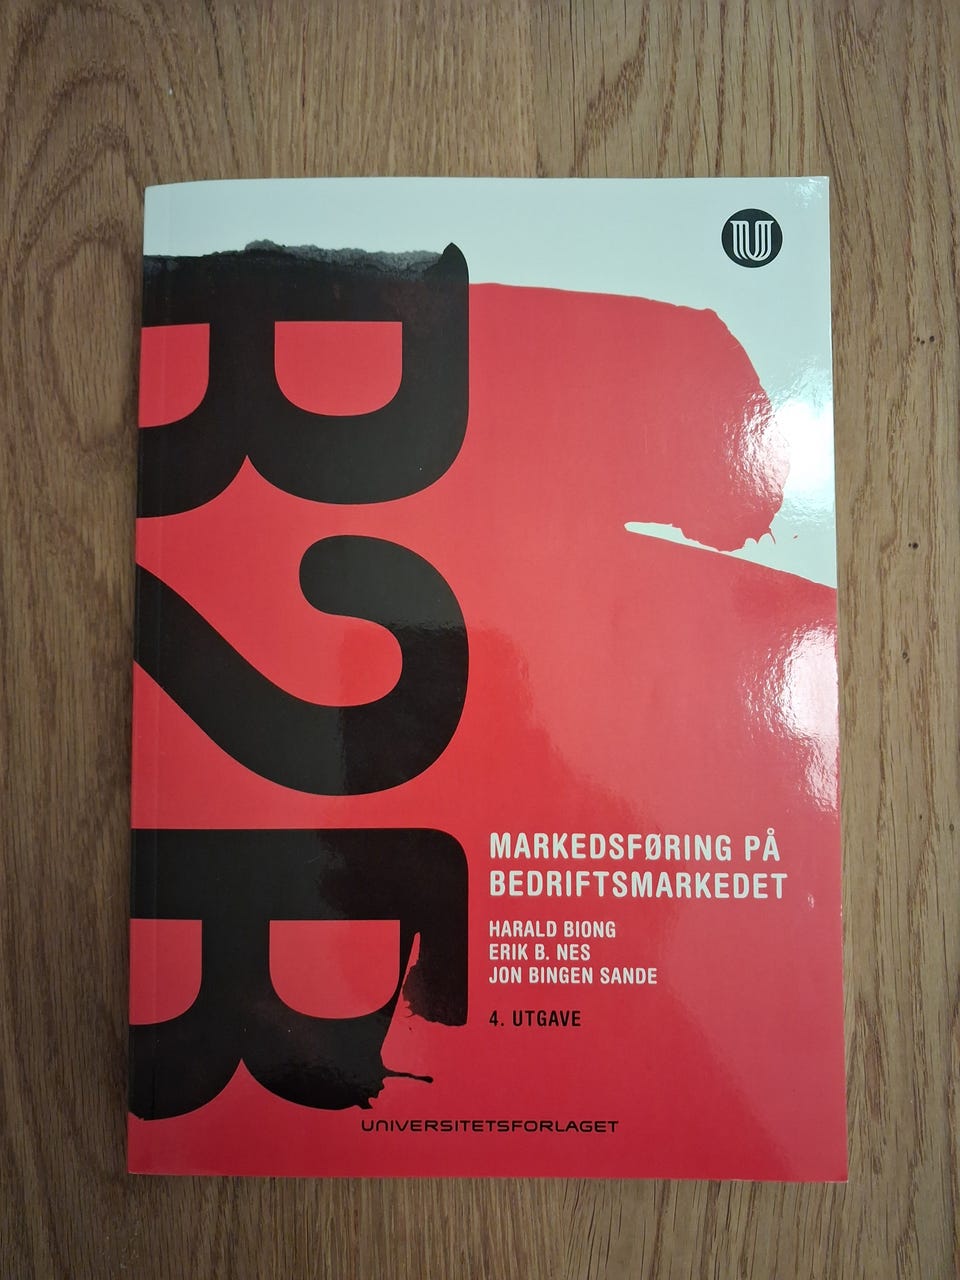 U
B2B
MARKEDSFØRING PÅ
BEDRIFTSMARKEDET
HARALD BIONG
ERIK B. NES
JON BINGEN SANDE
4. UTGAVE
UNIVERSITETSFORLAGET